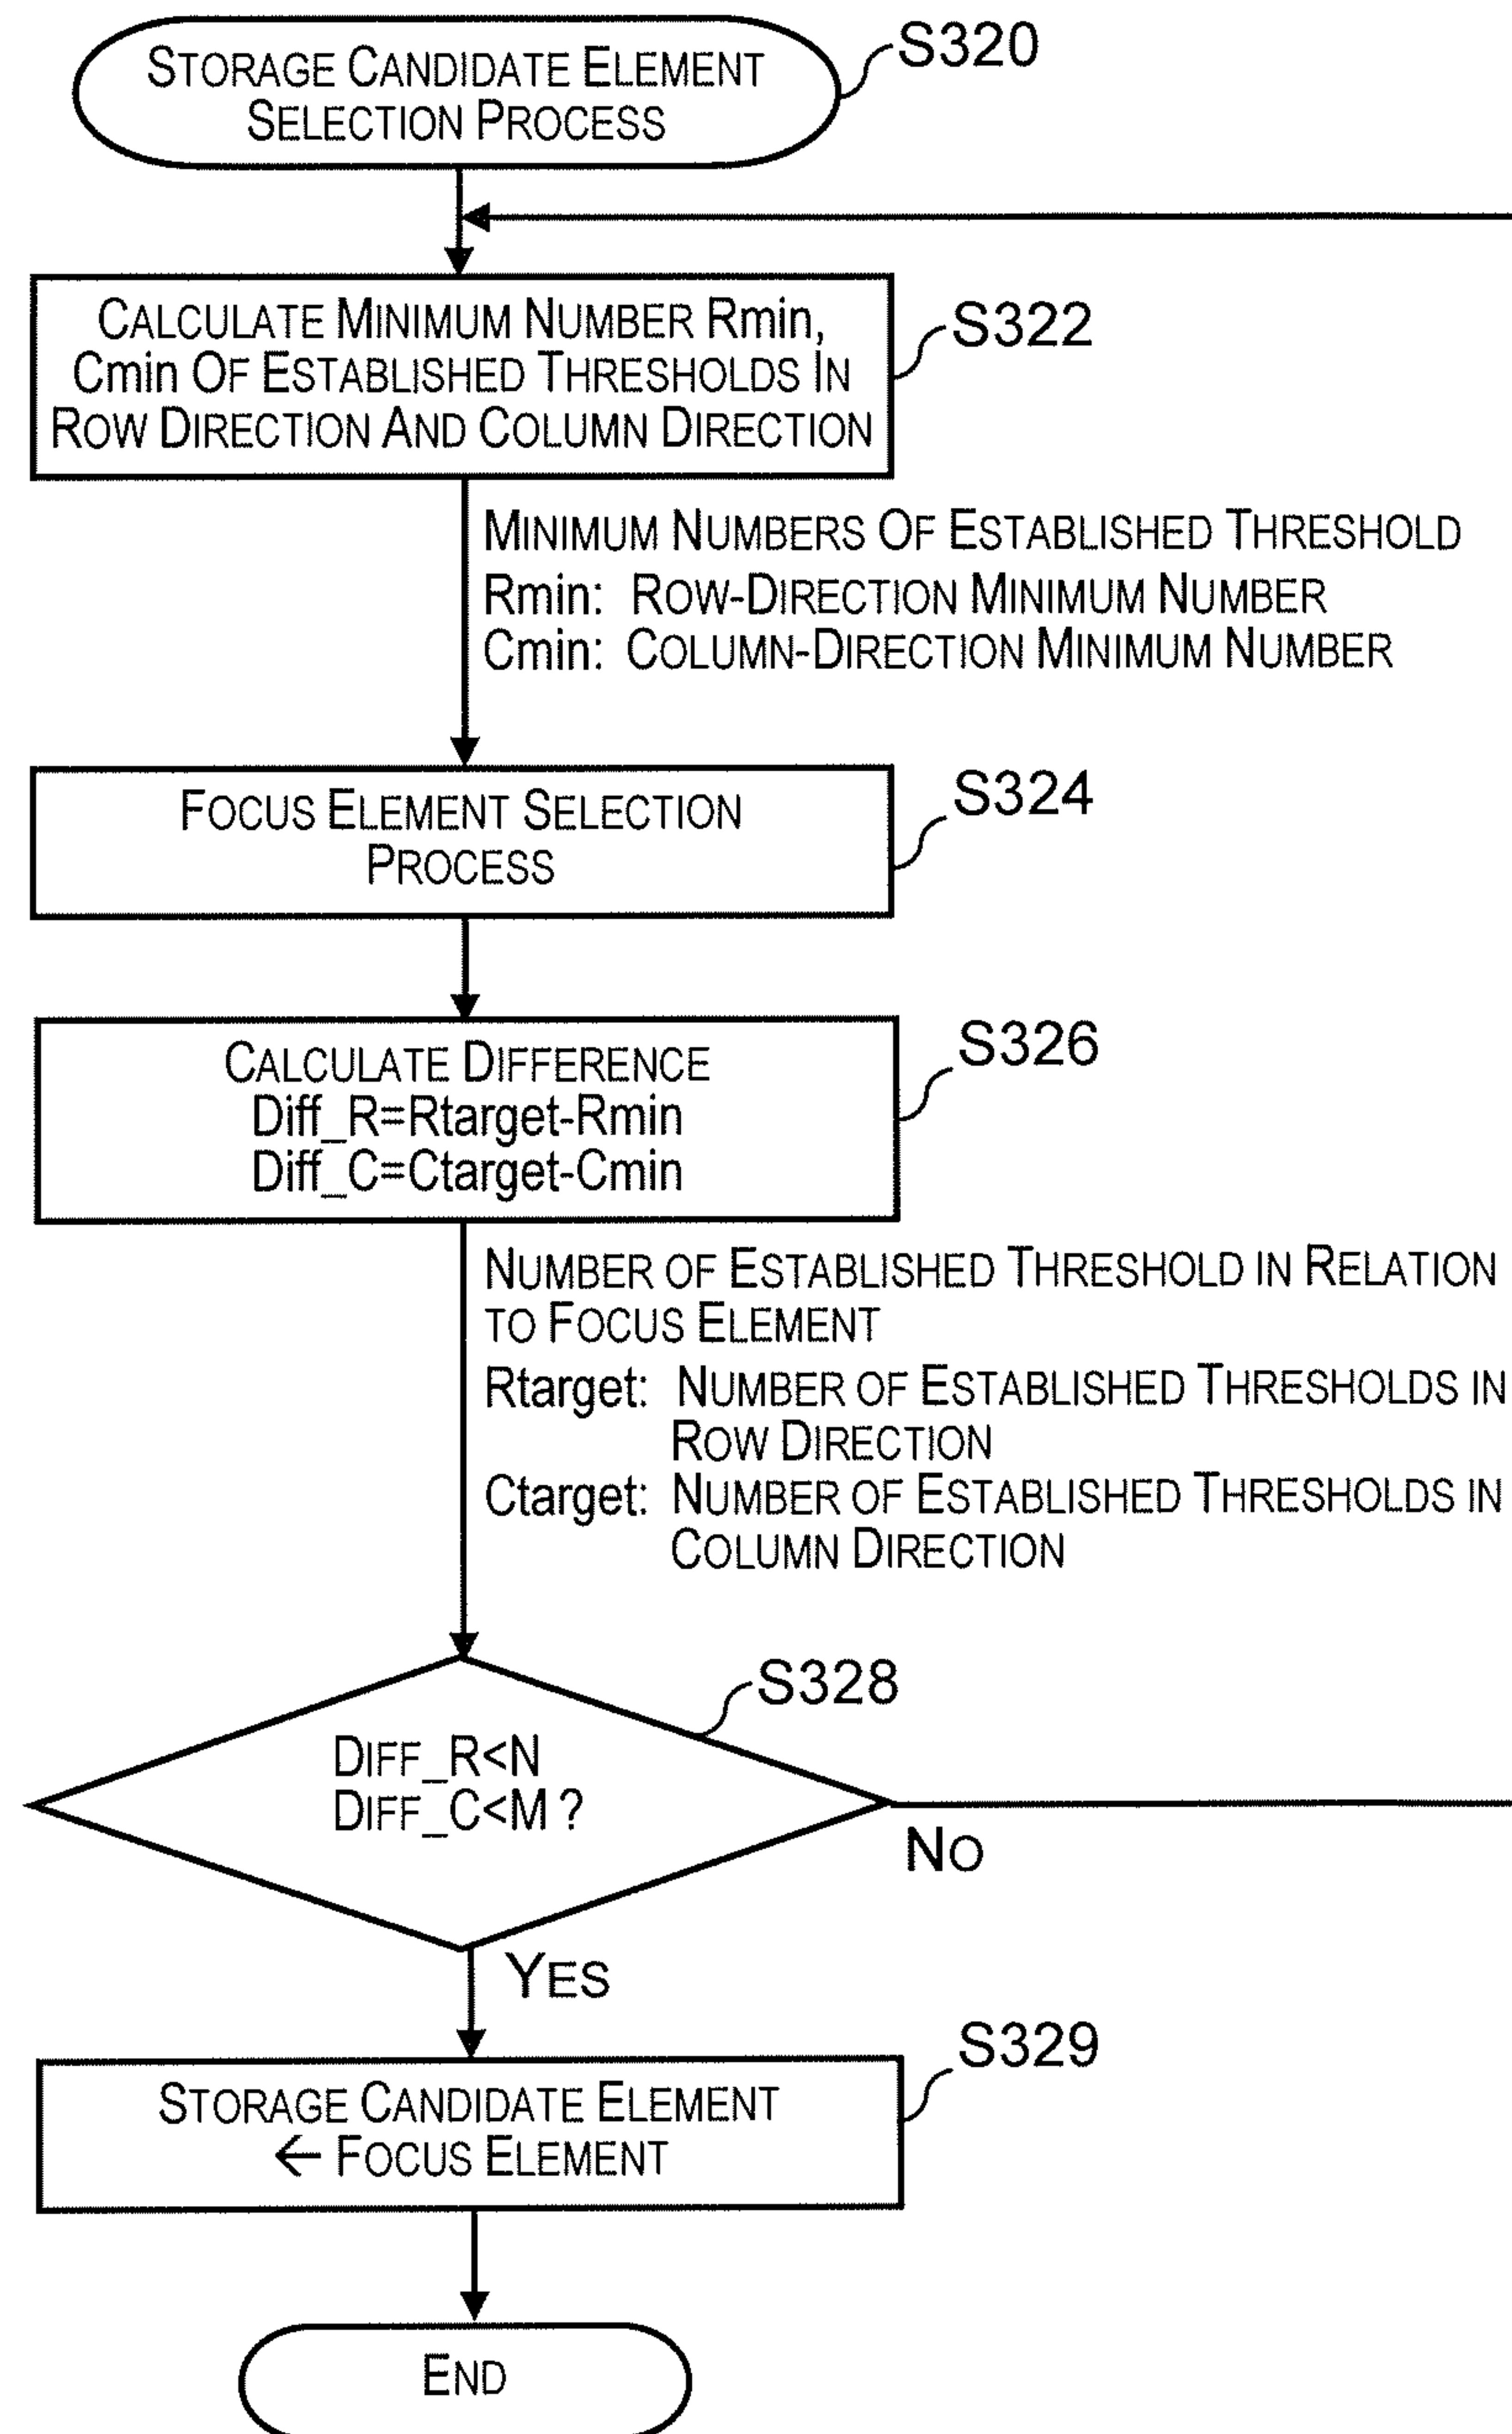 STORAGE CANDIDATE ELEMENT
SELECTION PROCESS
S320
CALCULATE MINIMUM NUMBER Rmin,
Cmin OF ESTABLISHED THRESHOLDS IN
ROW DIRECTION AND COLUMN DIRECTION
S322
MINIMUM NUMBERS OF ESTABLISHED THRESHOLD
Rmin: ROW-DIRECTION MINIMUM NUMBER
Cmin: COLUMN-DIRECTION MINIMUM NUMBER
FOCUS ELEMENT SELECTION
PROCESS
S324
CALCULATE DIFFERENCE
Diff_R=Rtarget-Rmin
Diff_C=Ctarget-Cmin
S326
NUMBER OF ESTABLISHED THRESHOLD IN RELATION
TO FOCUS ELEMENT
Rtarget: NUMBER OF ESTABLISHED THRESHOLDS IN
ROW DIRECTION
Ctarget: NUMBER OF ESTABLISHED THRESHOLDS IN
COLUMN DIRECTION
S328
DIFF_R<N
DIFF_C<M ?
NO
YES
S329
STORAGE CANDIDATE ELEMENT
← FOCUS ELEMENT
END